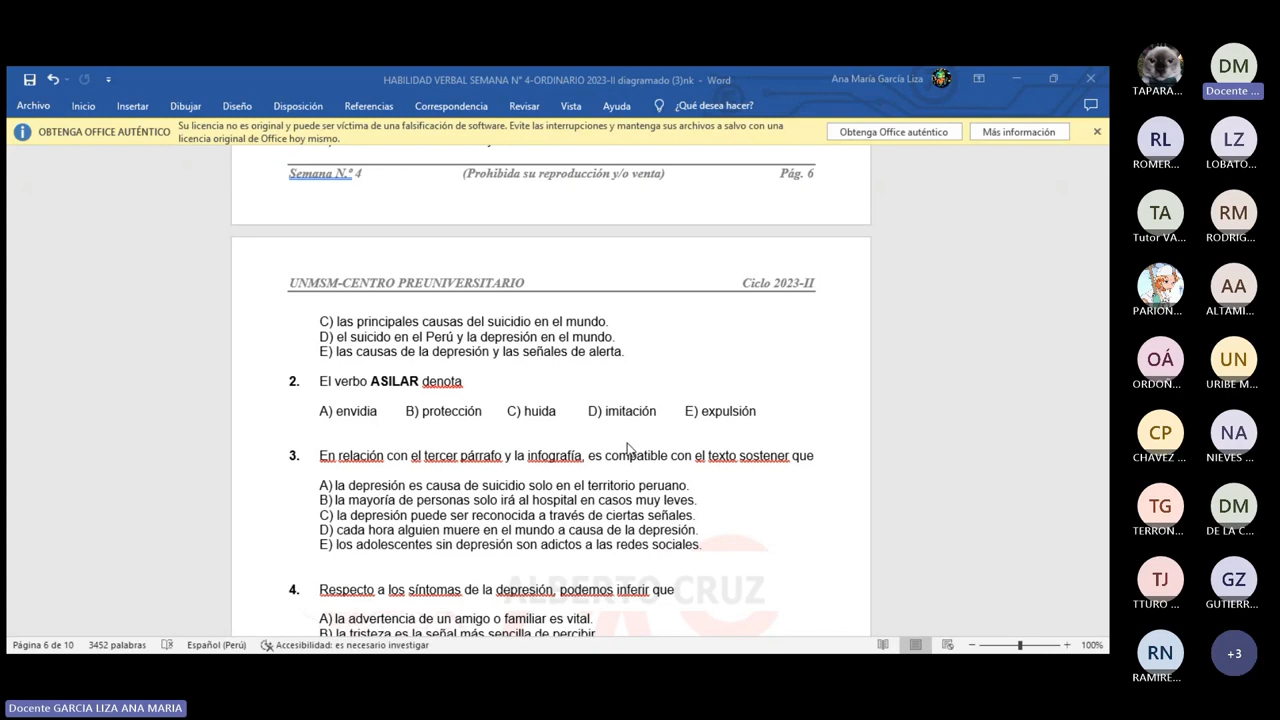 HABILIDAD VERBAL SEMANA N° 4-ORDINARIO 2023-II diagramado (3)nk - Word
Ana María García Liza
Archivo Inicio Insertar Dibujar Diseño Disposición Referencias Correspondencia Revisar Vista Ayuda ¿Qué desea hacer?
OBTENGA OFFICE AUTÉNTICO Su licencia no es original y puede ser víctima de una falsificación de software. Evite las interrupciones y mantenga sus archivos a salvo con una
licencia original de Office hoy mismo.
Obtenga Office auténtico Más información
Semana N.º 4 (Prohibida su reproducción y/o venta) Pág. 6
UNMSM-CENTRO PREUNIVERSITARIO Ciclo 2023-II
C) las principales causas del suicidio en el mundo.
D) el suicido en el Perú y la depresión en el mundo.
E) las causas de la depresión y las señales de alerta.
2. El verbo ASILAR denota
A) envidia B) protección C) huida D) imitación E) expulsión
3. En relación con el tercer párrafo y la infografía, es compatible con el texto sostener que
A) la depresión es causa de suicidio solo en el territorio peruano.
B) la mayoría de personas solo irá al hospital en casos muy leves.
C) la depresión puede ser reconocida a través de ciertas señales.
D) cada hora alguien muere en el mundo a causa de la depresión.
E) los adolescentes sin depresión son adictos a las redes sociales.
ALBERTO CRUZ
4. Respecto a los síntomas de la depresión, podemos inferir que
A) la advertencia de un amigo o familiar es vital.
B) la tristeza es la señal más sencilla de percibir
Página 6 de 10 3452 palabras Español (Perú) Accesibilidad: es necesario investigar 100%
Docente GARCIA LIZA ANA MARIA
DM
TAPARA... Docente ...
RL LZ
ROMER... LOBATO...
TA RM
Tutor VA... RODRIG...
AA
PARION... ALTAMI...
OÁ UN
ORDOÑ... URIBE M...
CP NA
CHAVEZ ... NIEVES ...
TG DM
TERRON... DE LA C...
TJ GZ
TTURO ... GUTIERR...
RN +3
RAMIRE...